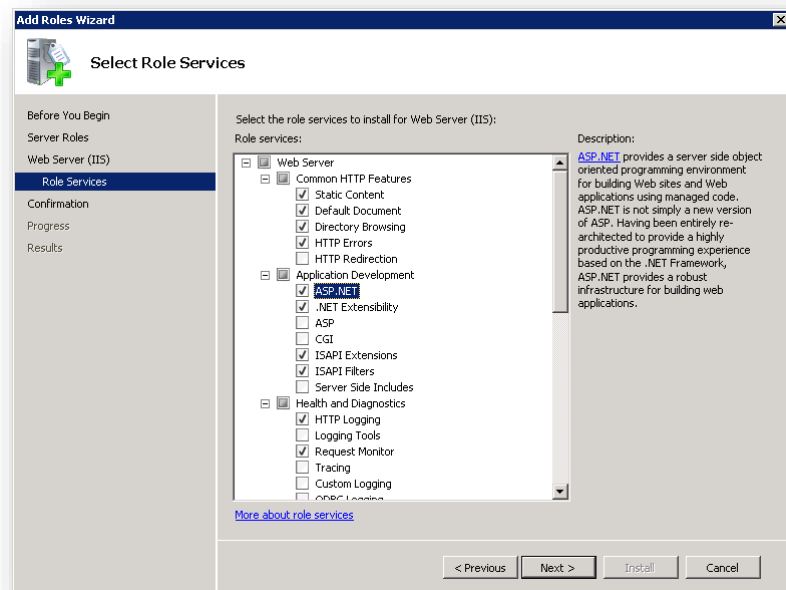 Add Roles Wizard
Select Role Services
Before You Begin
Server Roles
Web Server (IIS)
Role Services
Confirmation
Progress
Results
Select the role services to install for Web Server (IIS):
Role services:
Web Server
Common HTTP Features
Static Content
Default Document
Directory Browsing
HTTP Errors
HTTP Redirection
Application Development
ASP.NET
.NET Extensibility
ASP
CGI
ISAPI Extensions
ISAPI Filters
Server Side Includes
Health and Diagnostics
HTTP Logging
Logging Tools
Request Monitor
Tracing
Custom Logging
ODBC Logging
More about role services
Description:
ASP.NET provides a server side object
oriented programming environment
for building Web sites and Web
applications using managed code.
ASP.NET is not simply a new version
of ASP. Having been entirely re-
architected to provide a highly
productive programming experience
based on the .NET Framework,
ASP.NET provides a robust
infrastructure for building web
applications.
< Previous
Next >
Install
Cancel